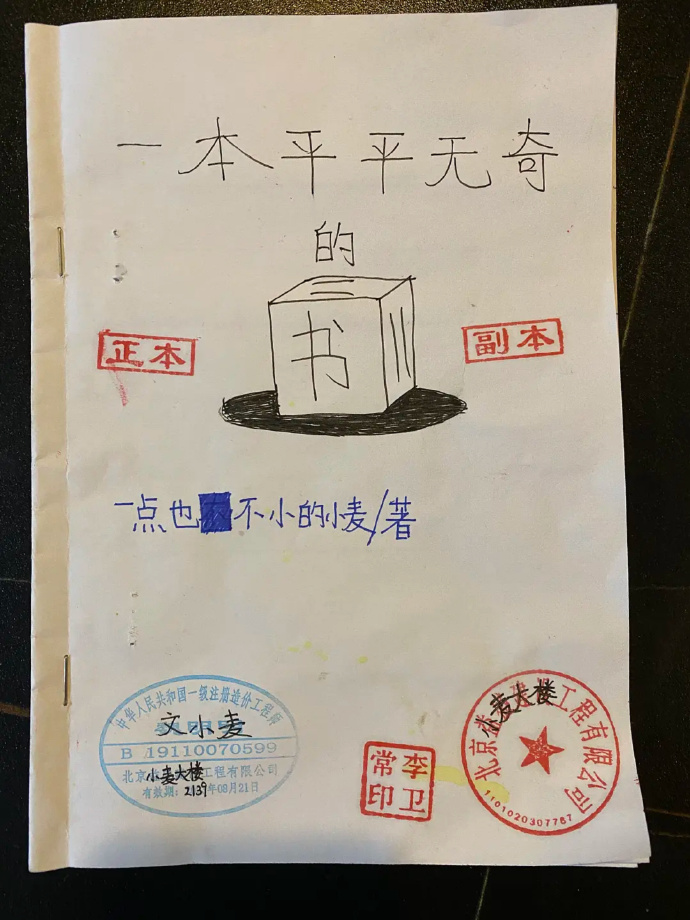 一本平平无奇
的
书
正本
副本
一点也不小的小麦/著
中华人民共和国一级注册造价工程师
文小麦
B 19110070599
北京 小麦大楼 工程有限公司
有效期: 2139年08月21日
李卫
常印
北京 小麦大楼 工程有限公司
1101020307787